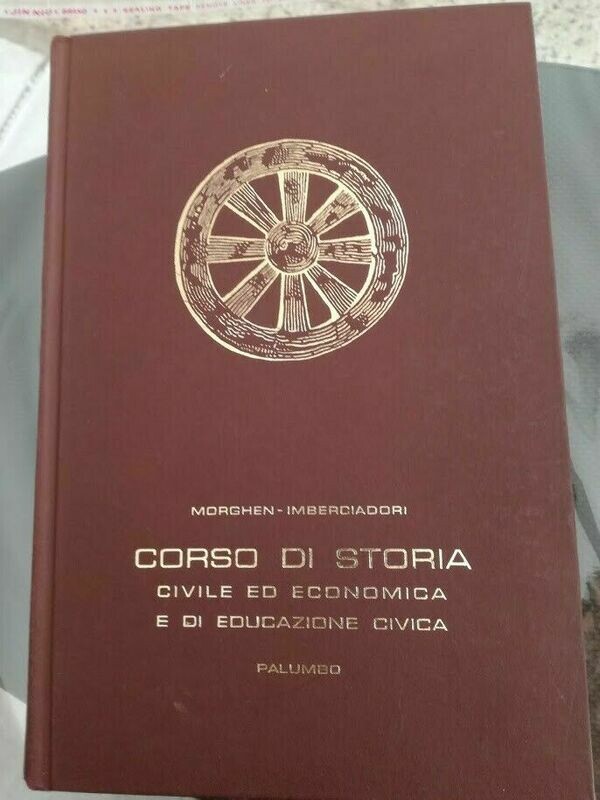 MORGHEN-IMBERCIADORI
CORSO DI STORIA
CIVILE ED ECONOMICA
E DI EDUCAZIONE CIVICA
PALUMBO